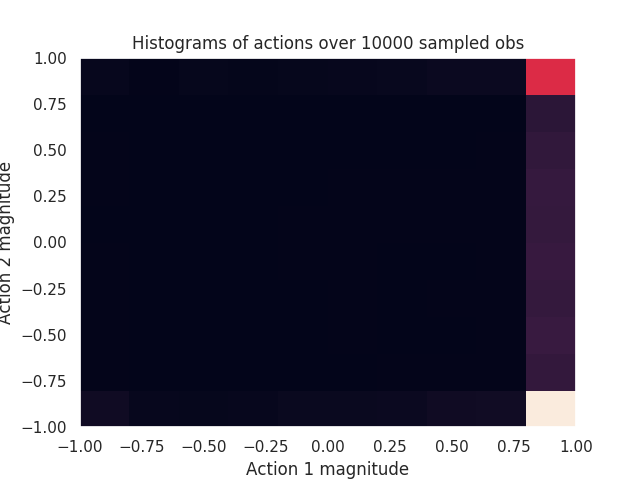 Histograms of actions over 10000 sampled obs
1.00
0.75
0.50
0.25
0.00
−0.25
−0.50
−0.75
−1.00
Action 2 magnitude
−1.00 −0.75 −0.50 −0.25 0.00 0.25 0.50 0.75 1.00
Action 1 magnitude